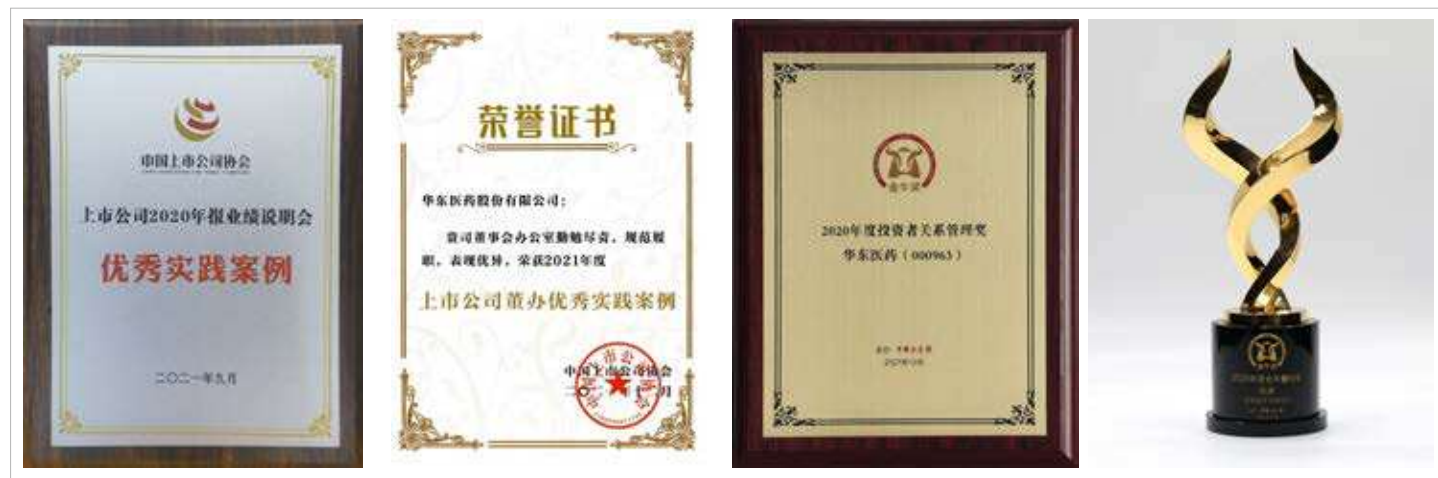 中国上市公司协会
上市公司2020年报业绩说明会
优秀实践案例
二〇二一年九月
荣誉证书
华东医药股份有限公司：
贵司董事会办公室勤勉尽责、规范履
职、表现优异，荣获2021年度
上市公司董办优秀实践案例
中国上市公司协会
金牛奖
2020年度投资者关系管理奖
华东医药（000963）